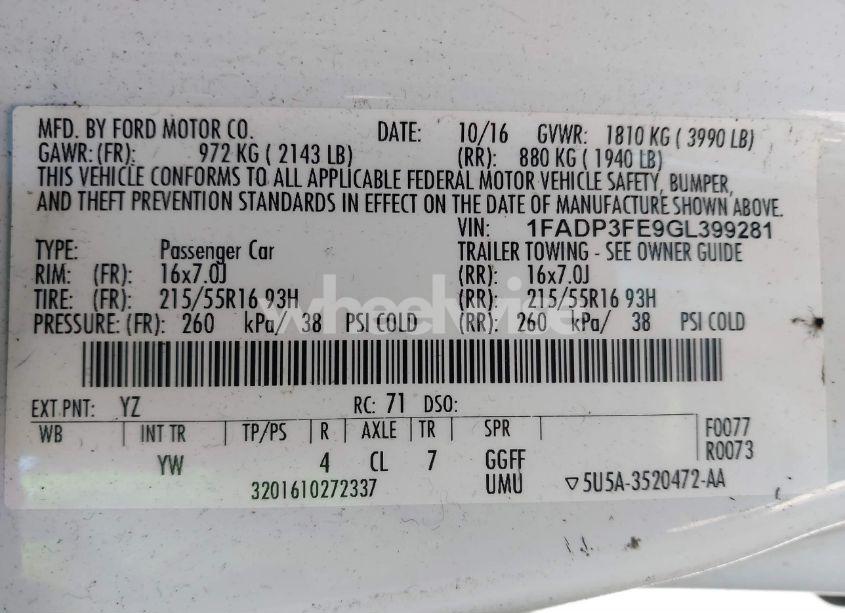 MFD. BY FORD MOTOR CO. DATE: 10/16 GVWR: 1810 KG ( 3990 LB)
GAWR: (FR): 972 KG ( 2143 LB) (RR): 880 KG ( 1940 LB)
THIS VEHICLE CONFORMS TO ALL APPLICABLE FEDERAL MOTOR VEHICLE SAFETY, BUMPER,
AND THEFT PREVENTION STANDARDS IN EFFECT ON THE DATE OF MANUFACTURE SHOWN ABOVE.
VIN: 1FADP3FE9GL399281
TYPE: Passenger Car TRAILER TOWING - SEE OWNER GUIDE
RIM: (FR): 16x7.0J (RR): 16x7.0J
TIRE: (FR): 215/55R16 93H (RR): 215/55R16 93H
PRESSURE: (FR): 260 kPa/ 38 PSI COLD (RR): 260 kPa/ 38 PSI COLD
EXT PNT: YZ RC: 71 DSO:
WB INT TR TP/PS R AXLE TR SPR F0077
R0073
YW 4 CL 7 GGFF
3201610272337 UMU ▽5U5A-3520472-AA